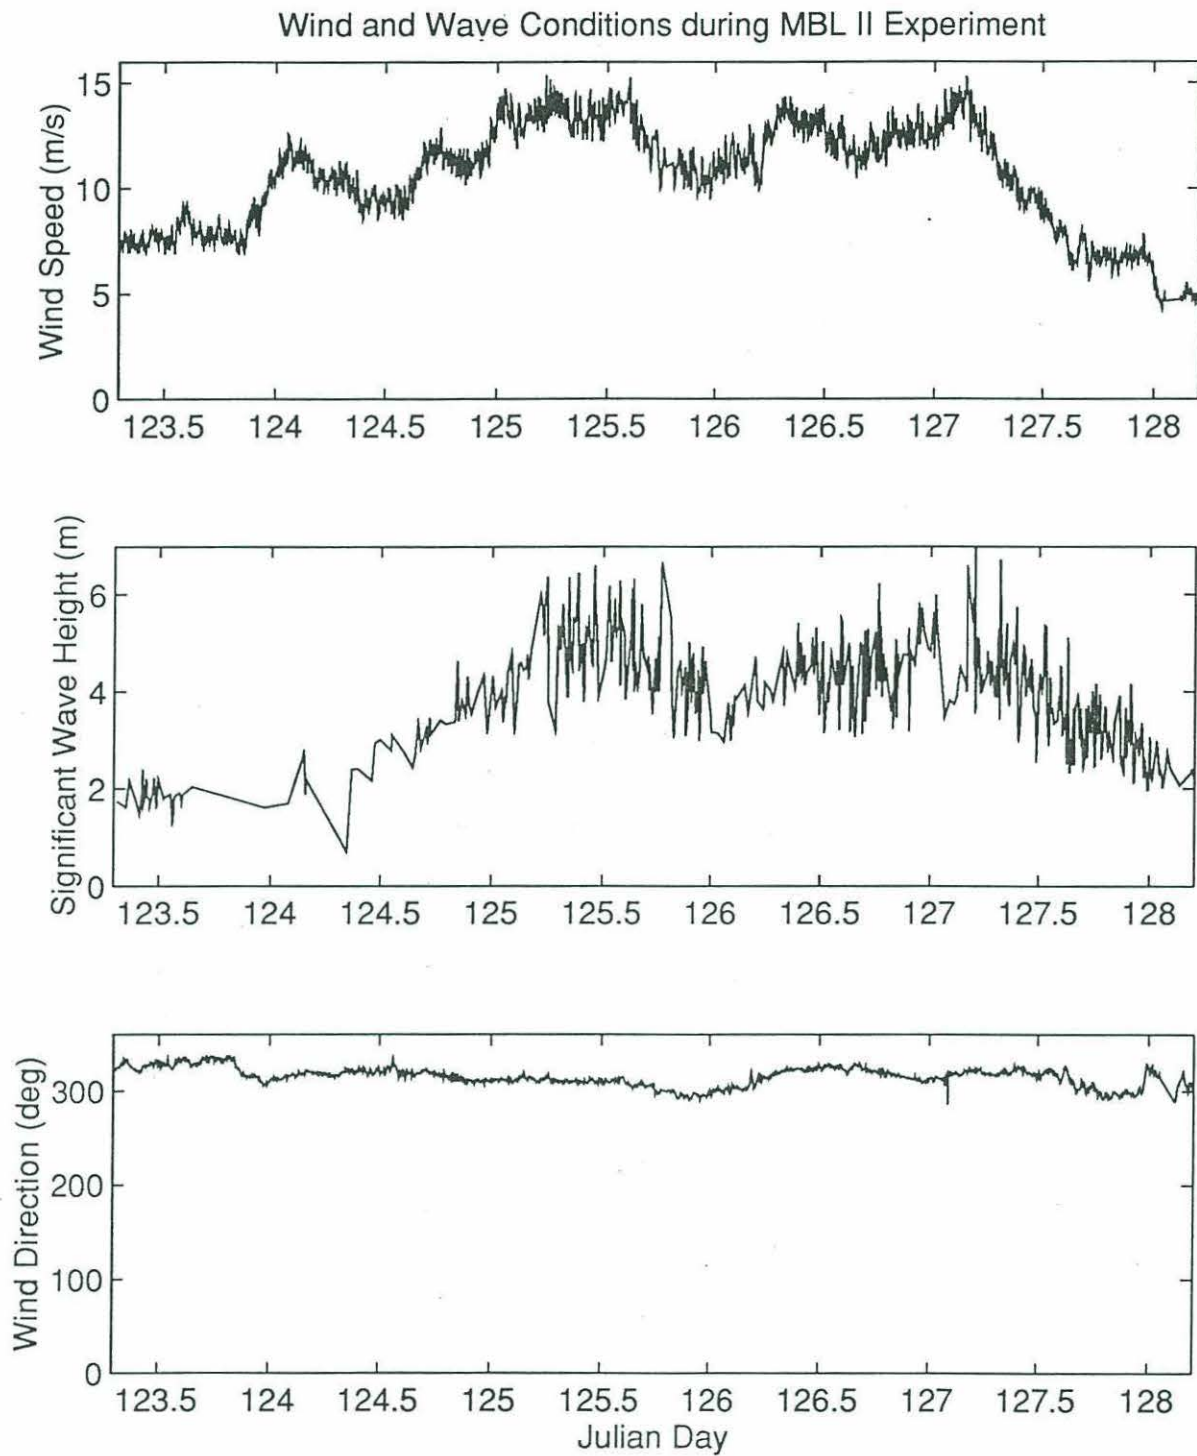 Wind and Wave Conditions during MBL II Experiment
Wind Speed (m/s)
15
10
5
0
123.5 124 124.5 125 125.5 126 126.5 127 127.5 128
Significant Wave Height (m)
6
4
2
0
123.5 124 124.5 125 125.5 126 126.5 127 127.5 128
Wind Direction (deg)
300
200
100
0
123.5 124 124.5 125 125.5 126 126.5 127 127.5 128
Julian Day